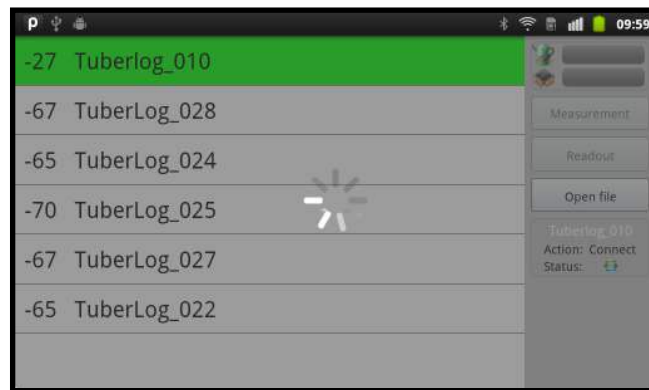 09:59
-27 Tuberlog_010
-67 TuberLog_028
-65 TuberLog_024
-70 TuberLog_025
-67 TuberLog_027
-65 TuberLog_022
Measurement
Readout
Open file
Tuberlog_010
Action: Connect
Status: